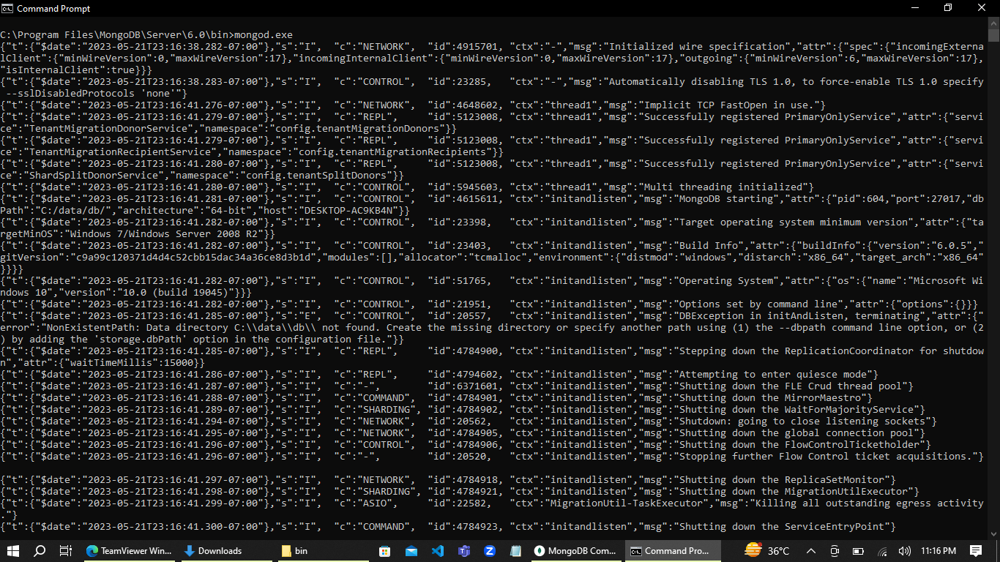 Command Prompt
C:\Program Files\MongoDB\Server\6.0\bin>mongod.exe
{"t":{"$date":"2023-05-21T23:16:38.282-07:00"},"s":"I",  "c":"NETWORK",  "id":4915701, "ctx":"-","msg":"Initialized wire specification","attr":{"spec":{"incomingExterna
lClient":{"minWireVersion":0,"maxWireVersion":17},"incomingInternalClient":{"minWireVersion":0,"maxWireVersion":17},"outgoing":{"minWireVersion":6,"maxWireVersion":17},
"isInternalClient":true}}}
{"t":{"$date":"2023-05-21T23:16:38.283-07:00"},"s":"I",  "c":"CONTROL",  "id":23285,   "ctx":"-","msg":"Automatically disabling TLS 1.0, to force-enable TLS 1.0 specify
 --sslDisabledProtocols 'none'"}
{"t":{"$date":"2023-05-21T23:16:41.276-07:00"},"s":"I",  "c":"NETWORK",  "id":4648602, "ctx":"thread1","msg":"Implicit TCP FastOpen in use."}
{"t":{"$date":"2023-05-21T23:16:41.279-07:00"},"s":"I",  "c":"REPL",     "id":5123008, "ctx":"thread1","msg":"Successfully registered PrimaryOnlyService","attr":{"servi
ce":"TenantMigrationDonorService","namespace":"config.tenantMigrationDonors"}}
{"t":{"$date":"2023-05-21T23:16:41.279-07:00"},"s":"I",  "c":"REPL",     "id":5123008, "ctx":"thread1","msg":"Successfully registered PrimaryOnlyService","attr":{"servi
ce":"TenantMigrationRecipientService","namespace":"config.tenantMigrationRecipients"}}
{"t":{"$date":"2023-05-21T23:16:41.280-07:00"},"s":"I",  "c":"REPL",     "id":5123008, "ctx":"thread1","msg":"Successfully registered PrimaryOnlyService","attr":{"servi
ce":"ShardSplitDonorService","namespace":"config.tenantSplitDonors"}}
{"t":{"$date":"2023-05-21T23:16:41.280-07:00"},"s":"I",  "c":"CONTROL",  "id":5945603, "ctx":"thread1","msg":"Multi threading initialized"}
{"t":{"$date":"2023-05-21T23:16:41.281-07:00"},"s":"I",  "c":"CONTROL",  "id":4615611, "ctx":"initandlisten","msg":"MongoDB starting","attr":{"pid":604,"port":27017,"db
Path":"C:/data/db/","architecture":"64-bit","host":"DESKTOP-AC9KB4N"}}
{"t":{"$date":"2023-05-21T23:16:41.282-07:00"},"s":"I",  "c":"CONTROL",  "id":23398,   "ctx":"initandlisten","msg":"Target operating system minimum version","attr":{"ta
rgetMinOS":"Windows 7/Windows Server 2008 R2"}}
{"t":{"$date":"2023-05-21T23:16:41.282-07:00"},"s":"I",  "c":"CONTROL",  "id":23403,   "ctx":"initandlisten","msg":"Build Info","attr":{"buildInfo":{"version":"6.0.5","
gitVersion":"c9a99c120371d4d4c52cbb15dac34a36ce8d3b1d","modules":[],"allocator":"tcmalloc","environment":{"distmod":"windows","distarch":"x86_64","target_arch":"x86_64"
}}}}
{"t":{"$date":"2023-05-21T23:16:41.282-07:00"},"s":"I",  "c":"CONTROL",  "id":51765,   "ctx":"initandlisten","msg":"Operating System","attr":{"os":{"name":"Microsoft Wi
ndows 10","version":"10.0 (build 19045)"}}}
{"t":{"$date":"2023-05-21T23:16:41.282-07:00"},"s":"I",  "c":"CONTROL",  "id":21951,   "ctx":"initandlisten","msg":"Options set by command line","attr":{"options":{}}}
{"t":{"$date":"2023-05-21T23:16:41.285-07:00"},"s":"E",  "c":"CONTROL",  "id":20557,   "ctx":"initandlisten","msg":"DBException in initAndListen, terminating","attr":{"
error":"NonExistentPath: Data directory C:\\data\\db\\ not found. Create the missing directory or specify another path using (1) the --dbpath command line option, or (2
) by adding the 'storage.dbPath' option in the configuration file."}}
{"t":{"$date":"2023-05-21T23:16:41.285-07:00"},"s":"I",  "c":"REPL",     "id":4784900, "ctx":"initandlisten","msg":"Stepping down the ReplicationCoordinator for shutdow
n","attr":{"waitTimeMillis":15000}}
{"t":{"$date":"2023-05-21T23:16:41.286-07:00"},"s":"I",  "c":"REPL",     "id":4794602, "ctx":"initandlisten","msg":"Attempting to enter quiesce mode"}
{"t":{"$date":"2023-05-21T23:16:41.287-07:00"},"s":"I",  "c":"-",        "id":6371601, "ctx":"initandlisten","msg":"Shutting down the FLE Crud thread pool"}
{"t":{"$date":"2023-05-21T23:16:41.288-07:00"},"s":"I",  "c":"COMMAND",  "id":4784901, "ctx":"initandlisten","msg":"Shutting down the MirrorMaestro"}
{"t":{"$date":"2023-05-21T23:16:41.289-07:00"},"s":"I",  "c":"SHARDING", "id":4784902, "ctx":"initandlisten","msg":"Shutting down the WaitForMajorityService"}
{"t":{"$date":"2023-05-21T23:16:41.294-07:00"},"s":"I",  "c":"NETWORK",  "id":20562,   "ctx":"initandlisten","msg":"Shutdown: going to close listening sockets"}
{"t":{"$date":"2023-05-21T23:16:41.295-07:00"},"s":"I",  "c":"NETWORK",  "id":4784905, "ctx":"initandlisten","msg":"Shutting down the global connection pool"}
{"t":{"$date":"2023-05-21T23:16:41.296-07:00"},"s":"I",  "c":"CONTROL",  "id":4784906, "ctx":"initandlisten","msg":"Shutting down the FlowControlTicketholder"}
{"t":{"$date":"2023-05-21T23:16:41.296-07:00"},"s":"I",  "c":"-",        "id":20520,   "ctx":"initandlisten","msg":"Stopping further Flow Control ticket acquisitions."}
{"t":{"$date":"2023-05-21T23:16:41.297-07:00"},"s":"I",  "c":"NETWORK",  "id":4784918, "ctx":"initandlisten","msg":"Shutting down the ReplicaSetMonitor"}
{"t":{"$date":"2023-05-21T23:16:41.298-07:00"},"s":"I",  "c":"SHARDING", "id":4784921, "ctx":"initandlisten","msg":"Shutting down the MigrationUtilExecutor"}
{"t":{"$date":"2023-05-21T23:16:41.299-07:00"},"s":"I",  "c":"ASIO",     "id":22582,   "ctx":"MigrationUtil-TaskExecutor","msg":"Killing all outstanding egress activity
."}
{"t":{"$date":"2023-05-21T23:16:41.300-07:00"},"s":"I",  "c":"COMMAND",  "id":4784923, "ctx":"initandlisten","msg":"Shutting down the ServiceEntryPoint"}
TeamViewer Win... Downloads bin MongoDB Com... Command Pro... 36°C 11:16 PM